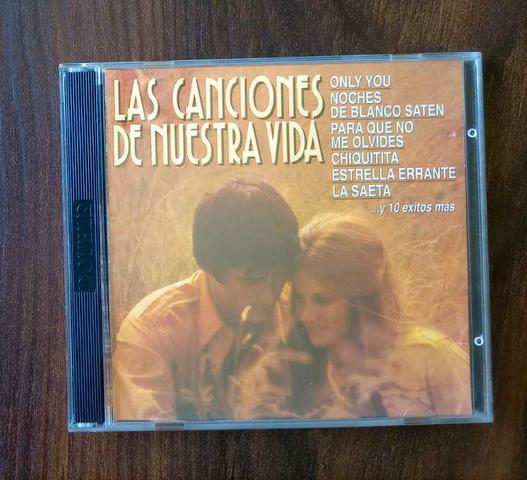 LAS CANCIONES
DE NUESTRA VIDA
ONLY YOU
NOCHES
DE BLANCO SATEN
PARA QUE NO
ME OLVIDES
CHIQUITITA
ESTRELLA ERRANTE
LA SAETA
...y 10 éxitos más